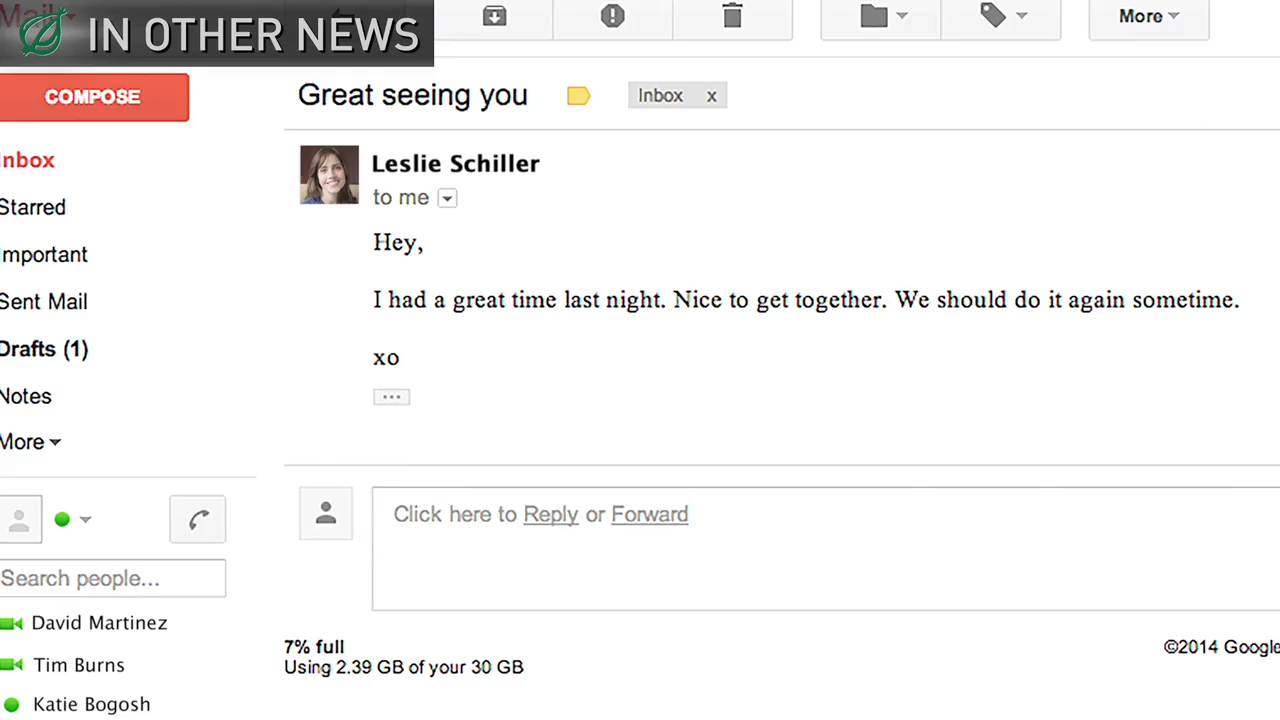 IN OTHER NEWS
More
COMPOSE
Great seeing you
Inbox x
Inbox
Starred
Important
Sent Mail
Drafts (1)
Notes
More
Leslie Schiller
to me
Hey,
I had a great time last night. Nice to get together. We should do it again sometime.
xo
Click here to Reply or Forward
Search people...
David Martinez
Tim Burns
Katie Bogosh
7% full
Using 2.39 GB of your 30 GB
©2014 Google